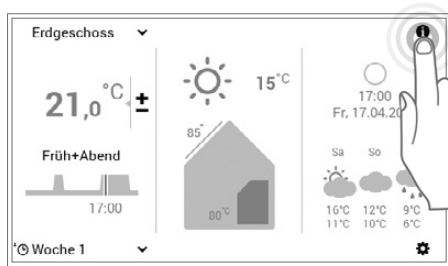 Erdgeschoss
21,0 °C ±
Früh+Abend
17:00
Woche 1
15°C
85°
80°C
17:00
Fr, 17.04.20
Sa So
16°C 12°C 9°C
11°C 10°C 6°C